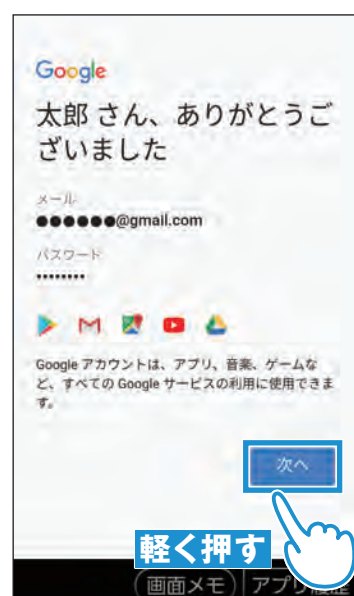 Google
太郎 さん、ありがとうご
ざいました
メール
●●●●●●@gmail.com
パスワード
••••••••
Google アカウントは、アプリ、音楽、ゲームな
ど、すべての Google サービスの利用に使用できま
す。
次へ
軽く押す
画面メモ アプリ履歴